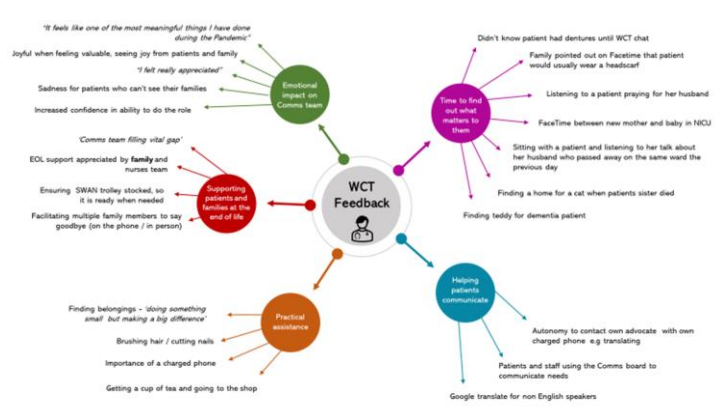 "It feels like one of the most meaningful things I have done
during the Pandemic"
Joyful when feeling valuable, seeing joy from patients and family
"I felt really appreciated"
Sadness for patients who can't see their families
Increased confidence in ability to do the role
Emotional
impact on
Comms team
Didn't know patient had dentures until WCT chat
Family pointed out on Facetime that patient
would usually wear a headscarf
Listening to a patient praying for her husband
FaceTime between new mother and baby in NICU
Sitting with a patient and listening to her talk about
her husband who passed away on the same ward the
previous day
Finding a home for a cat when patients sister died
Finding teddy for dementia patient
Time to find
out what
matters to
them
'Comms team filling vital gap'
EOL support appreciated by family and
nurses team
Ensuring SWAN trolley stocked, so
it is ready when needed
Facilitating multiple family members to say
goodbye (on the phone / in person)
Supporting
patients and
families at the
end of life
WCT
Feedback
Helping
patients
communicate
Autonomy to contact own advocate with own
charged phone e.g translating
Patients and staff using the Comms board to
communicate needs
Google translate for non English speakers
Practical
assistance
Finding belongings - 'doing something
small but making a big difference'
Brushing hair / cutting nails
Importance of a charged phone
Getting a cup of tea and going to the shop